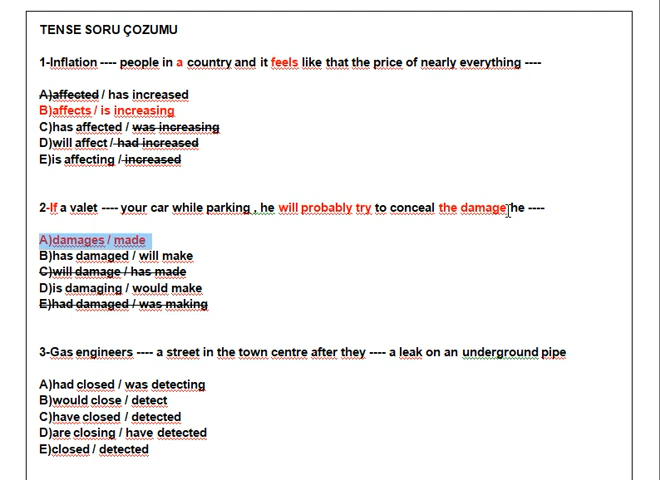 TENSE SORU ÇOZUMU
1-Inflation ---- people in a country and it feels like that the price of nearly everything ----
A)affected / has increased
B)affects / is increasing
C)has affected / was increasing
D)will affect / had increased
E)is affecting / increased
2-If a valet ---- your car while parking , he will probably try to conceal the damage he ----
A)damages / made
B)has damaged / will make
C)will damage / has made
D)is damaging / would make
E)had damaged / was making
3-Gas engineers ---- a street in the town centre after they ---- a leak on an underground pipe
A)had closed / was detecting
B)would close / detect
C)have closed / detected
D)are closing / have detected
E)closed / detected